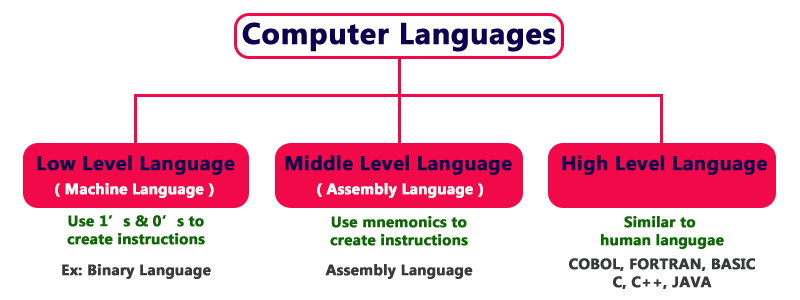 Computer Languages
Low Level Language
( Machine Language )
Use 1’s & 0’s to
create instructions
Ex: Binary Language
Middle Level Language
( Assembly Language )
Use mnemonics to
create instructions
Assembly Language
High Level Language
Similar to
human langugae
COBOL, FORTRAN, BASIC
C, C++, JAVA